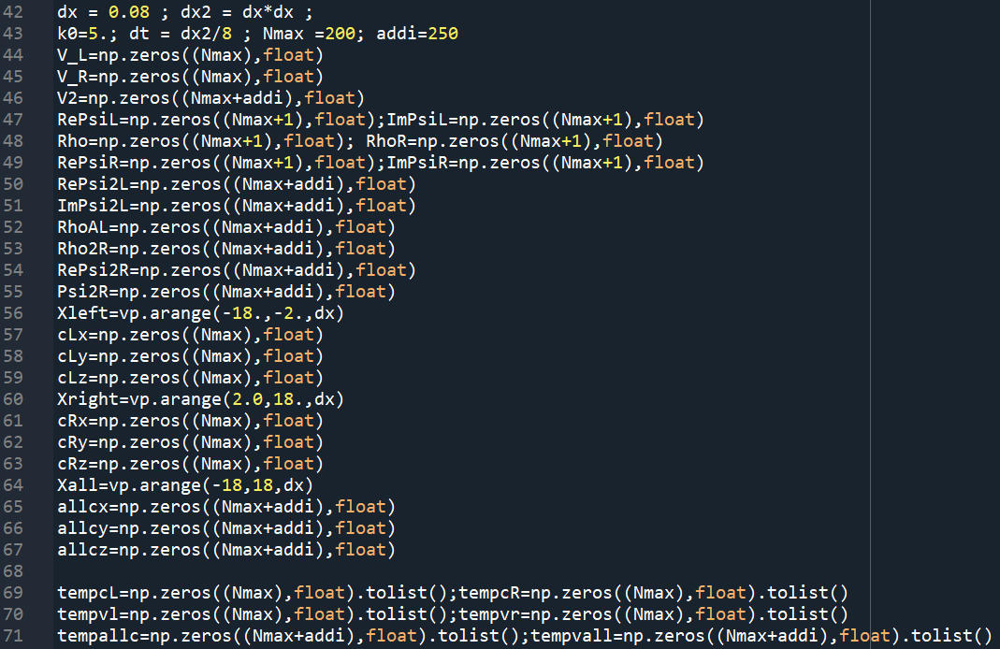 42 dx = 0.08 ; dx2 = dx*dx ;
43 k0=5.; dt = dx2/8 ; Nmax =200; addi=250
44 V_L=np.zeros((Nmax),float)
45 V_R=np.zeros((Nmax),float)
46 V2=np.zeros((Nmax+addi),float)
47 RePsiL=np.zeros((Nmax+1),float);ImPsiL=np.zeros((Nmax+1),float)
48 Rho=np.zeros((Nmax+1),float); RhoR=np.zeros((Nmax+1),float)
49 RePsiR=np.zeros((Nmax+1),float);ImPsiR=np.zeros((Nmax+1),float)
50 RePsi2L=np.zeros((Nmax+addi),float)
51 ImPsi2L=np.zeros((Nmax+addi),float)
52 RhoAL=np.zeros((Nmax+addi),float)
53 Rho2R=np.zeros((Nmax+addi),float)
54 RePsi2R=np.zeros((Nmax+addi),float)
55 Psi2R=np.zeros((Nmax+addi),float)
56 Xleft=vp.arange(-18.,-2.,dx)
57 cLx=np.zeros((Nmax),float)
58 cLy=np.zeros((Nmax),float)
59 cLz=np.zeros((Nmax),float)
60 Xright=vp.arange(2.0,18.,dx)
61 cRx=np.zeros((Nmax),float)
62 cRy=np.zeros((Nmax),float)
63 cRz=np.zeros((Nmax),float)
64 Xall=vp.arange(-18,18,dx)
65 allcx=np.zeros((Nmax+addi),float)
66 allcy=np.zeros((Nmax+addi),float)
67 allcz=np.zeros((Nmax+addi),float)
68
69 tempcL=np.zeros((Nmax),float).tolist();tempcR=np.zeros((Nmax),float).tolist()
70 tempvl=np.zeros((Nmax),float).tolist();tempvr=np.zeros((Nmax),float).tolist()
71 tempallc=np.zeros((Nmax+addi),float).tolist();tempvall=np.zeros((Nmax+addi),float).tolist()